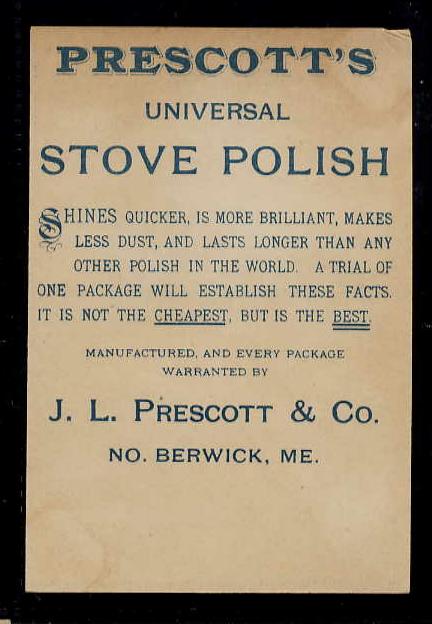 PRESCOTT'S
UNIVERSAL
STOVE POLISH
SHINES QUICKER, IS MORE BRILLIANT, MAKES
LESS DUST, AND LASTS LONGER THAN ANY
OTHER POLISH IN THE WORLD. A TRIAL OF
ONE PACKAGE WILL ESTABLISH THESE FACTS.
IT IS NOT THE CHEAPEST, BUT IS THE BEST.
MANUFACTURED, AND EVERY PACKAGE
WARRANTED BY
J. L. PRESCOTT & CO.
NO. BERWICK, ME.